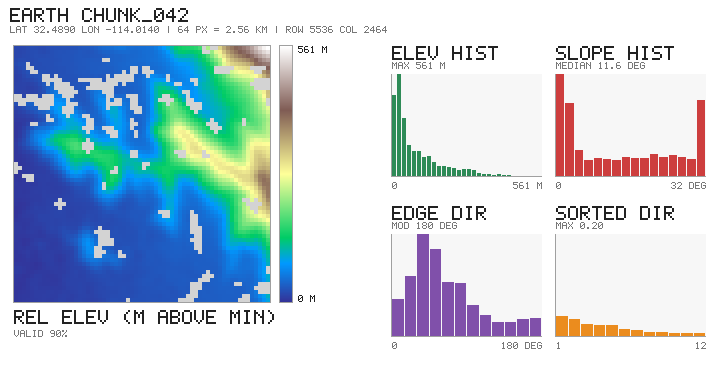 EARTH CHUNK_042
LAT 32.4890 LON -114.0140 | 64 PX = 2.56 KM | ROW 5536 COL 2464
561 M
0 M
REL ELEV (M ABOVE MIN)
VALID 90%
ELEV HIST
MAX 561 M
0 561 M
SLOPE HIST
MEDIAN 11.6 DEG
0 32 DEG
EDGE DIR
MOD 180 DEG
0 180 DEG
SORTED DIR
MAX 0.20
1 12